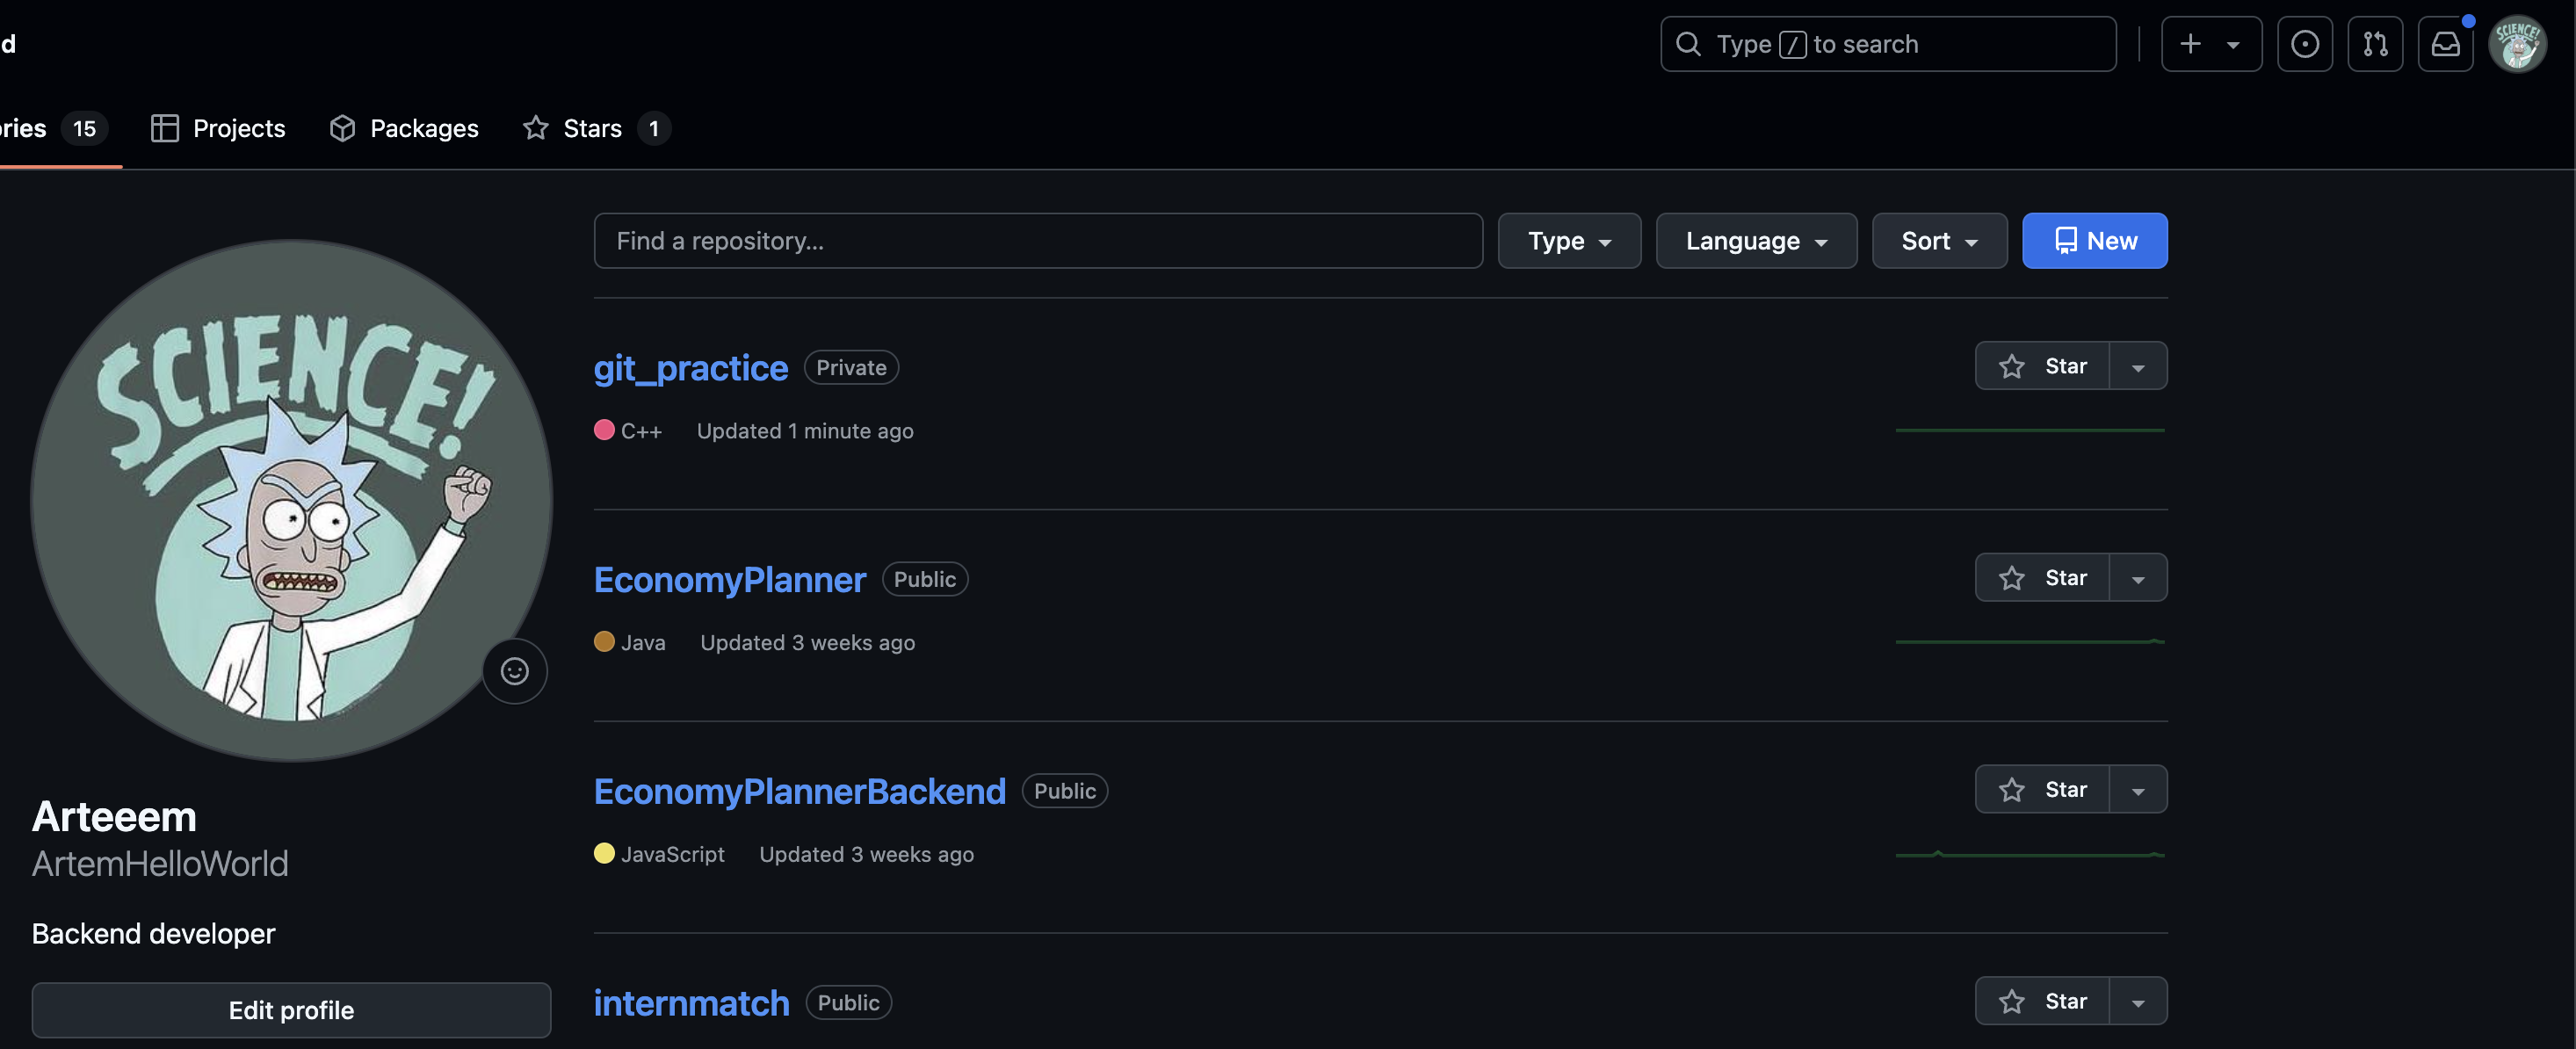 d
Type / to search
ries 15 Projects Packages Stars 1
Find a repository... Type Language Sort New
SCIENCE!
git_practice Private Star
C++ Updated 1 minute ago
EconomyPlanner Public Star
Java Updated 3 weeks ago
EconomyPlannerBackend Public Star
JavaScript Updated 3 weeks ago
Arteeem
ArtemHelloWorld
Backend developer
Edit profile
internmatch Public Star